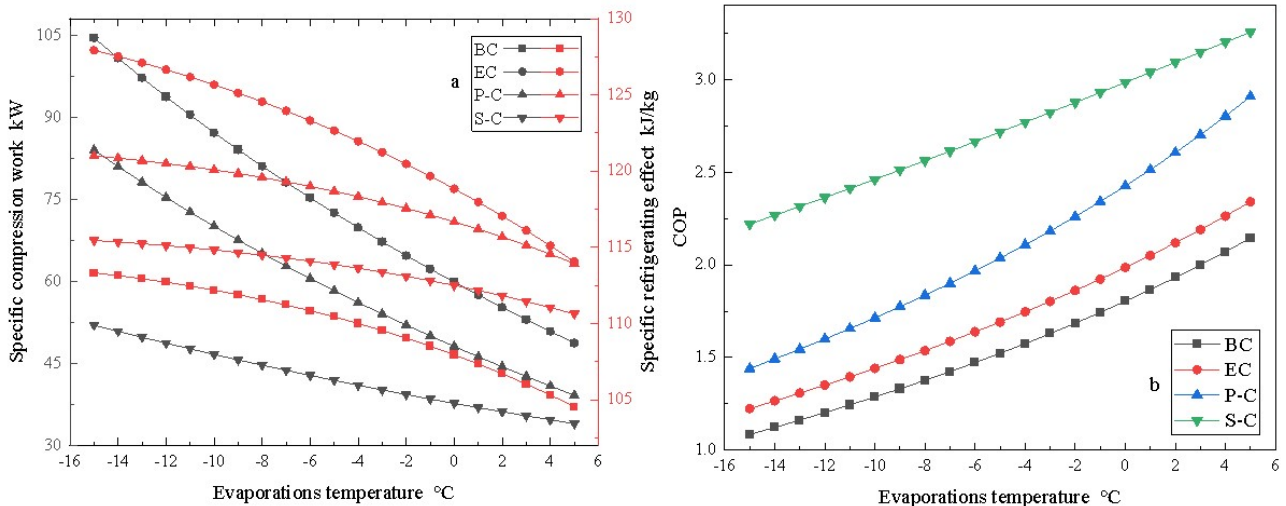 105
90
75
60
45
30
Specific compression work kW
-16
-14
-12
-10
-8
-6
-4
-2
0
2
4
6
Evaporations temperature °C
130
125
120
115
110
105
Specific refrigerating effect kJ/kg
a
BC
EC
P-C
S-C
3.0
2.5
2.0
1.5
1.0
COP
-16
-14
-12
-10
-8
-6
-4
-2
0
2
4
6
Evaporations temperature °C
b
BC
EC
P-C
S-C